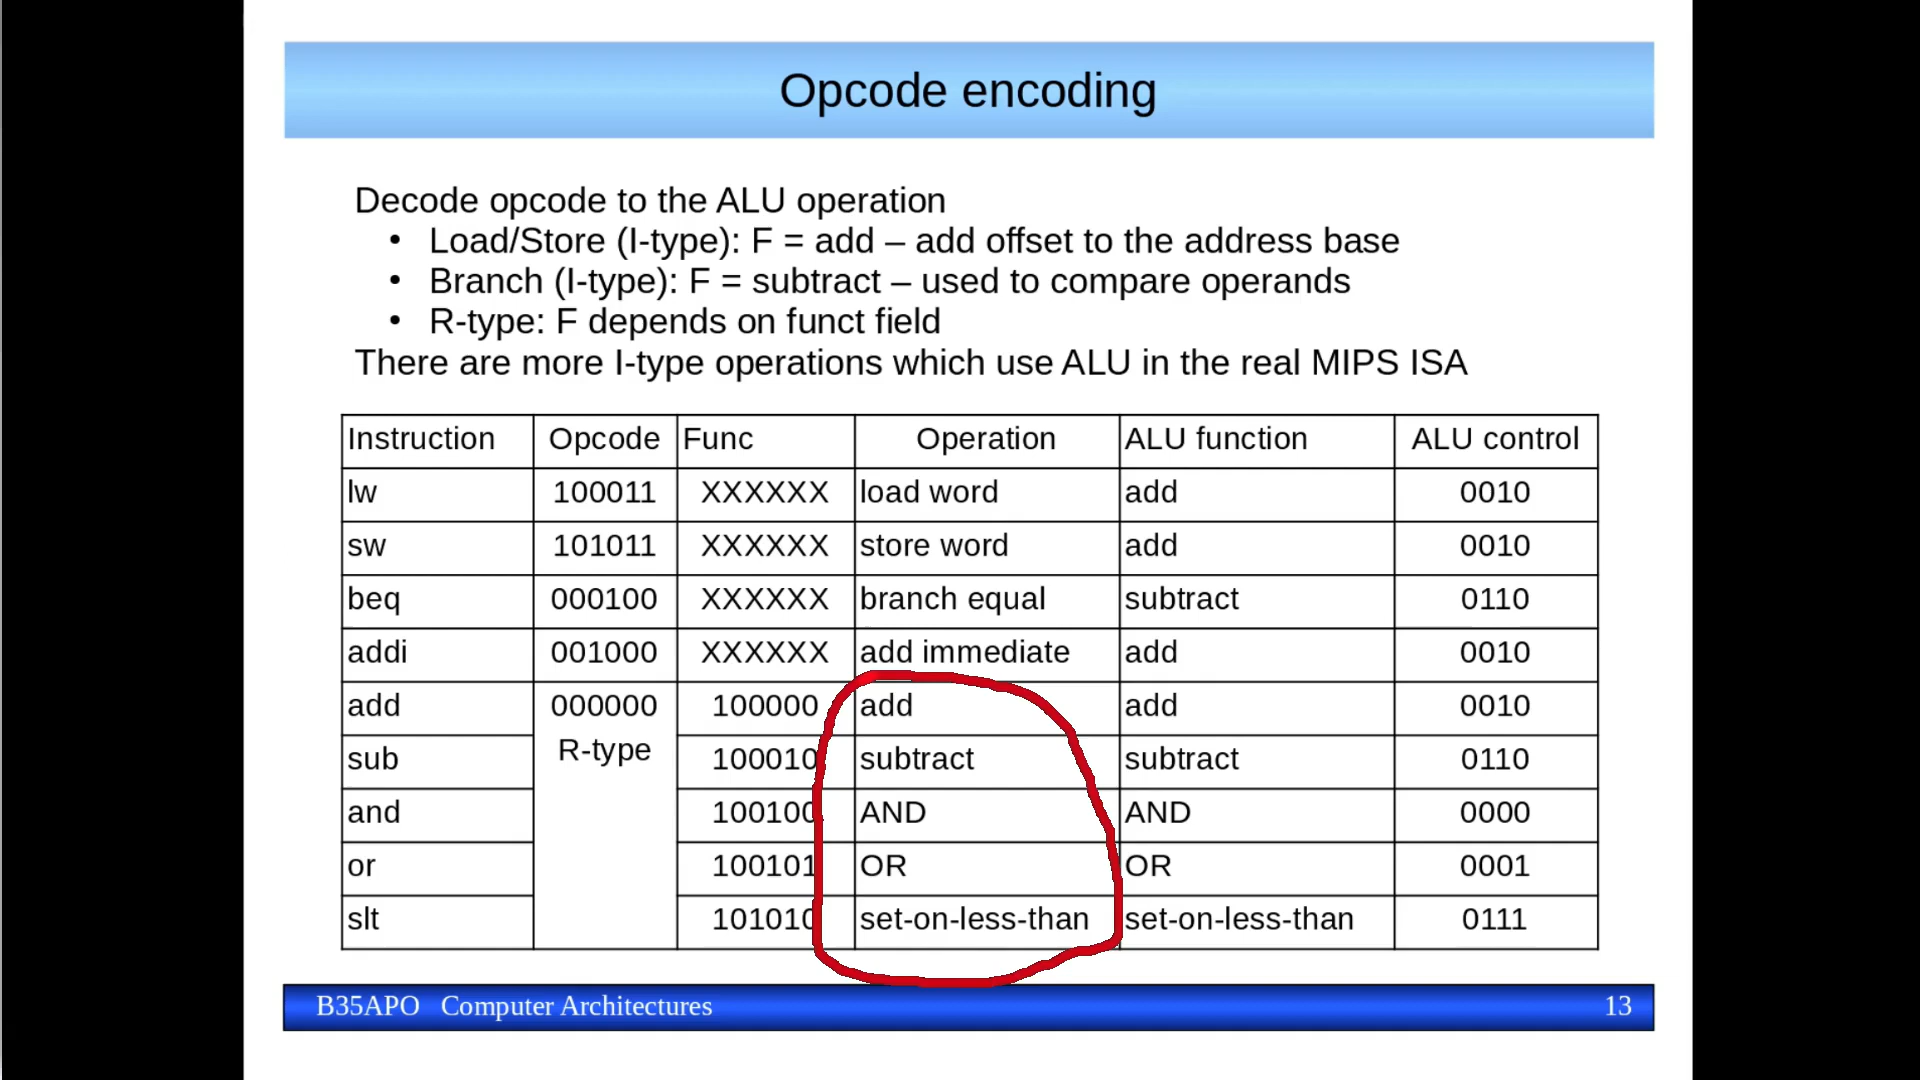 Opcode encoding
Decode opcode to the ALU operation
• Load/Store (I-type): F = add – add offset to the address base
• Branch (I-type): F = subtract – used to compare operands
• R-type: F depends on funct field
There are more I-type operations which use ALU in the real MIPS ISA
Instruction Opcode Func Operation ALU function ALU control
lw 100011 XXXXXX load word add 0010
sw 101011 XXXXXX store word add 0010
beq 000100 XXXXXX branch equal subtract 0110
addi 001000 XXXXXX add immediate add 0010
add 000000 100000 add add 0010
R-type
sub 100010 subtract subtract 0110
and 100100 AND AND 0000
or 100101 OR OR 0001
slt 101010 set-on-less-than set-on-less-than 0111
B35APO Computer Architectures 13